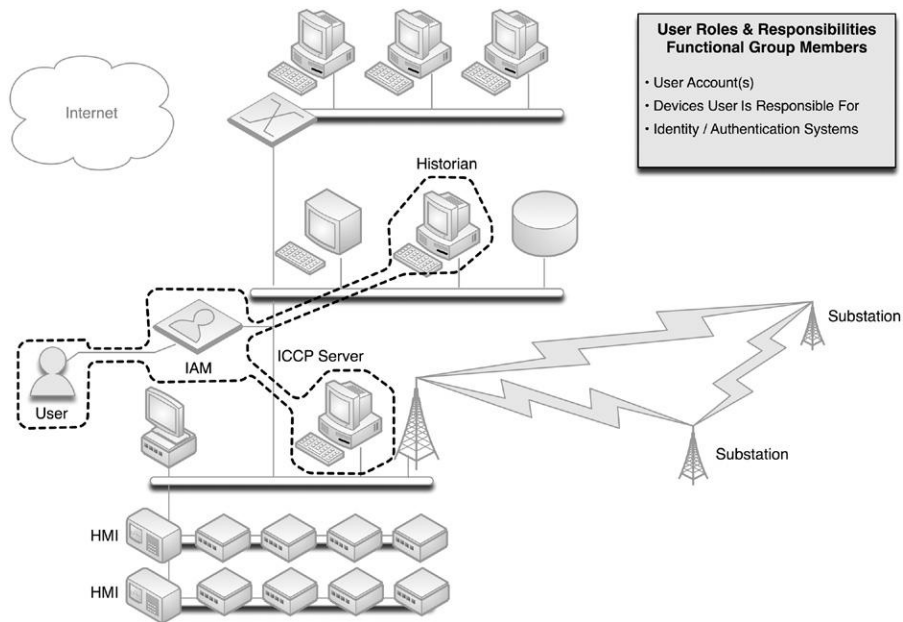 User Roles & Responsibilities
Functional Group Members
• User Account(s)
• Devices User Is Responsible For
• Identity / Authentication Systems
Internet
Historian
Substation
ICCP Server
IAM
User
Substation
HMI
HMI